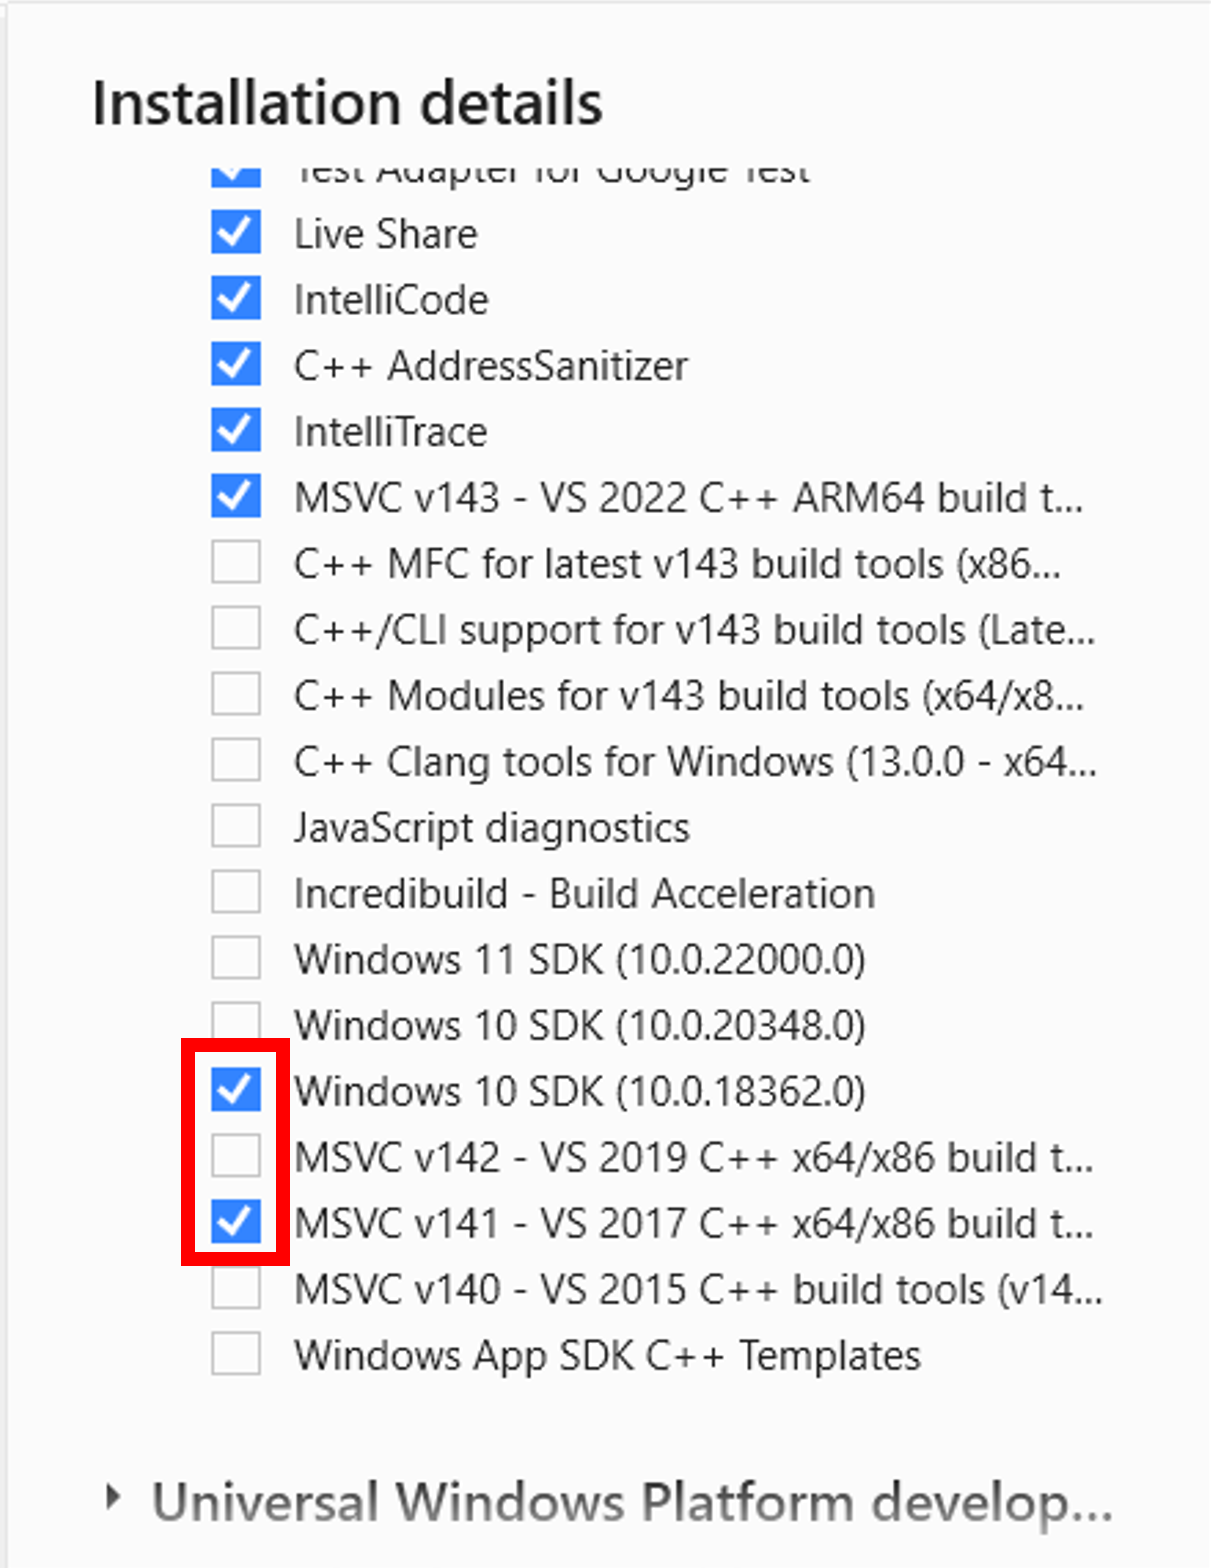 Installation details
Test Adapter for Google Test
Live Share
IntelliCode
C++ AddressSanitizer
IntelliTrace
MSVC v143 - VS 2022 C++ ARM64 build t...
C++ MFC for latest v143 build tools (x86...
C++/CLI support for v143 build tools (Late...
C++ Modules for v143 build tools (x64/x8...
C++ Clang tools for Windows (13.0.0 - x64...
JavaScript diagnostics
Incredibuild - Build Acceleration
Windows 11 SDK (10.0.22000.0)
Windows 10 SDK (10.0.20348.0)
Windows 10 SDK (10.0.18362.0)
MSVC v142 - VS 2019 C++ x64/x86 build t...
MSVC v141 - VS 2017 C++ x64/x86 build t...
MSVC v140 - VS 2015 C++ build tools (v14...
Windows App SDK C++ Templates
Universal Windows Platform develop...